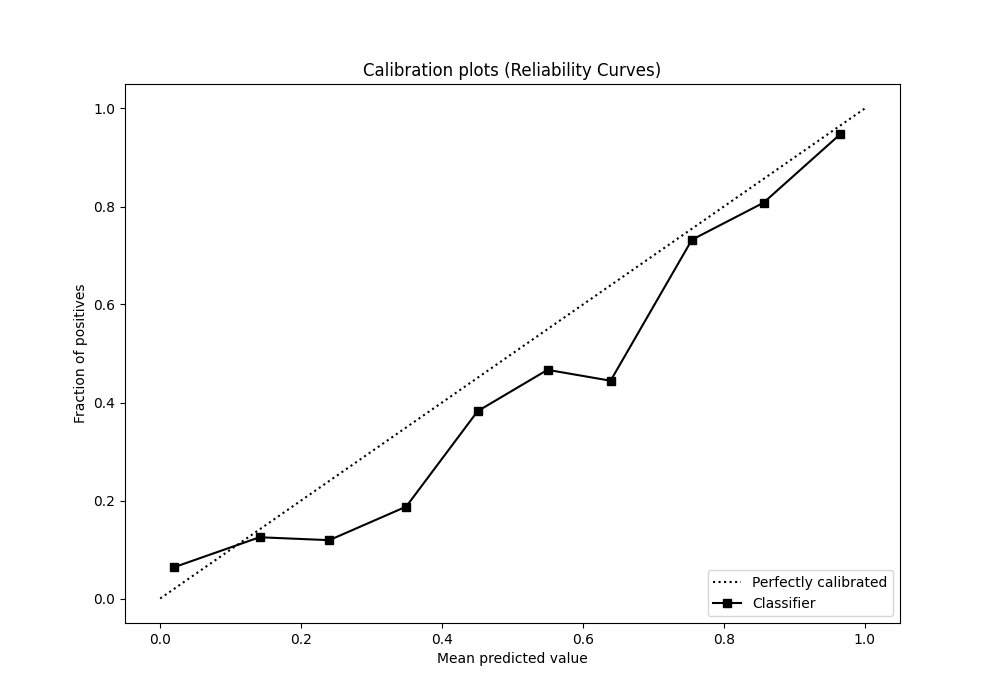 Calibration plots (Reliability Curves)
1.0
0.8
0.6
0.4
0.2
0.0
Fraction of positives
0.0 0.2 0.4 0.6 0.8 1.0
Mean predicted value
Perfectly calibrated
Classifier